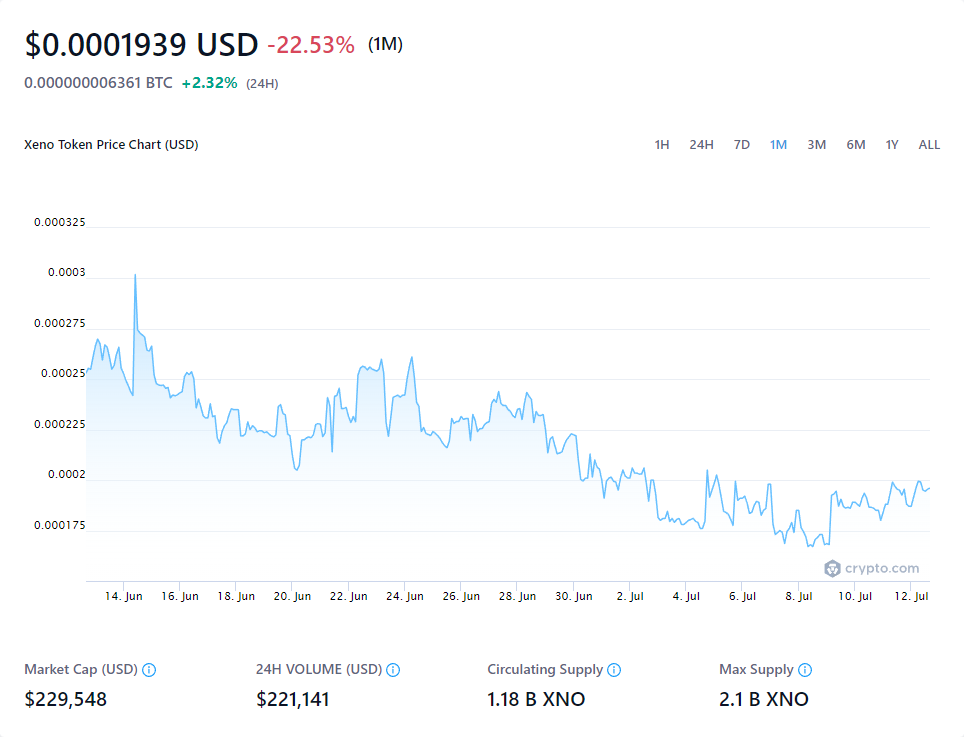 $0.0001939 USD -22.53% (1M)
0.000000006361 BTC +2.32% (24H)
Xeno Token Price Chart (USD) 1H 24H 7D 1M 3M 6M 1Y ALL
0.000325
0.0003
0.000275
0.00025
0.000225
0.0002
0.000175
crypto.com
14. Jun 16. Jun 18. Jun 20. Jun 22. Jun 24. Jun 26. Jun 28. Jun 30. Jun 2. Jul 4. Jul 6. Jul 8. Jul 10. Jul 12. Jul
Market Cap (USD) 24H VOLUME (USD) Circulating Supply Max Supply
$229,548 $221,141 1.18 B XNO 2.1 B XNO